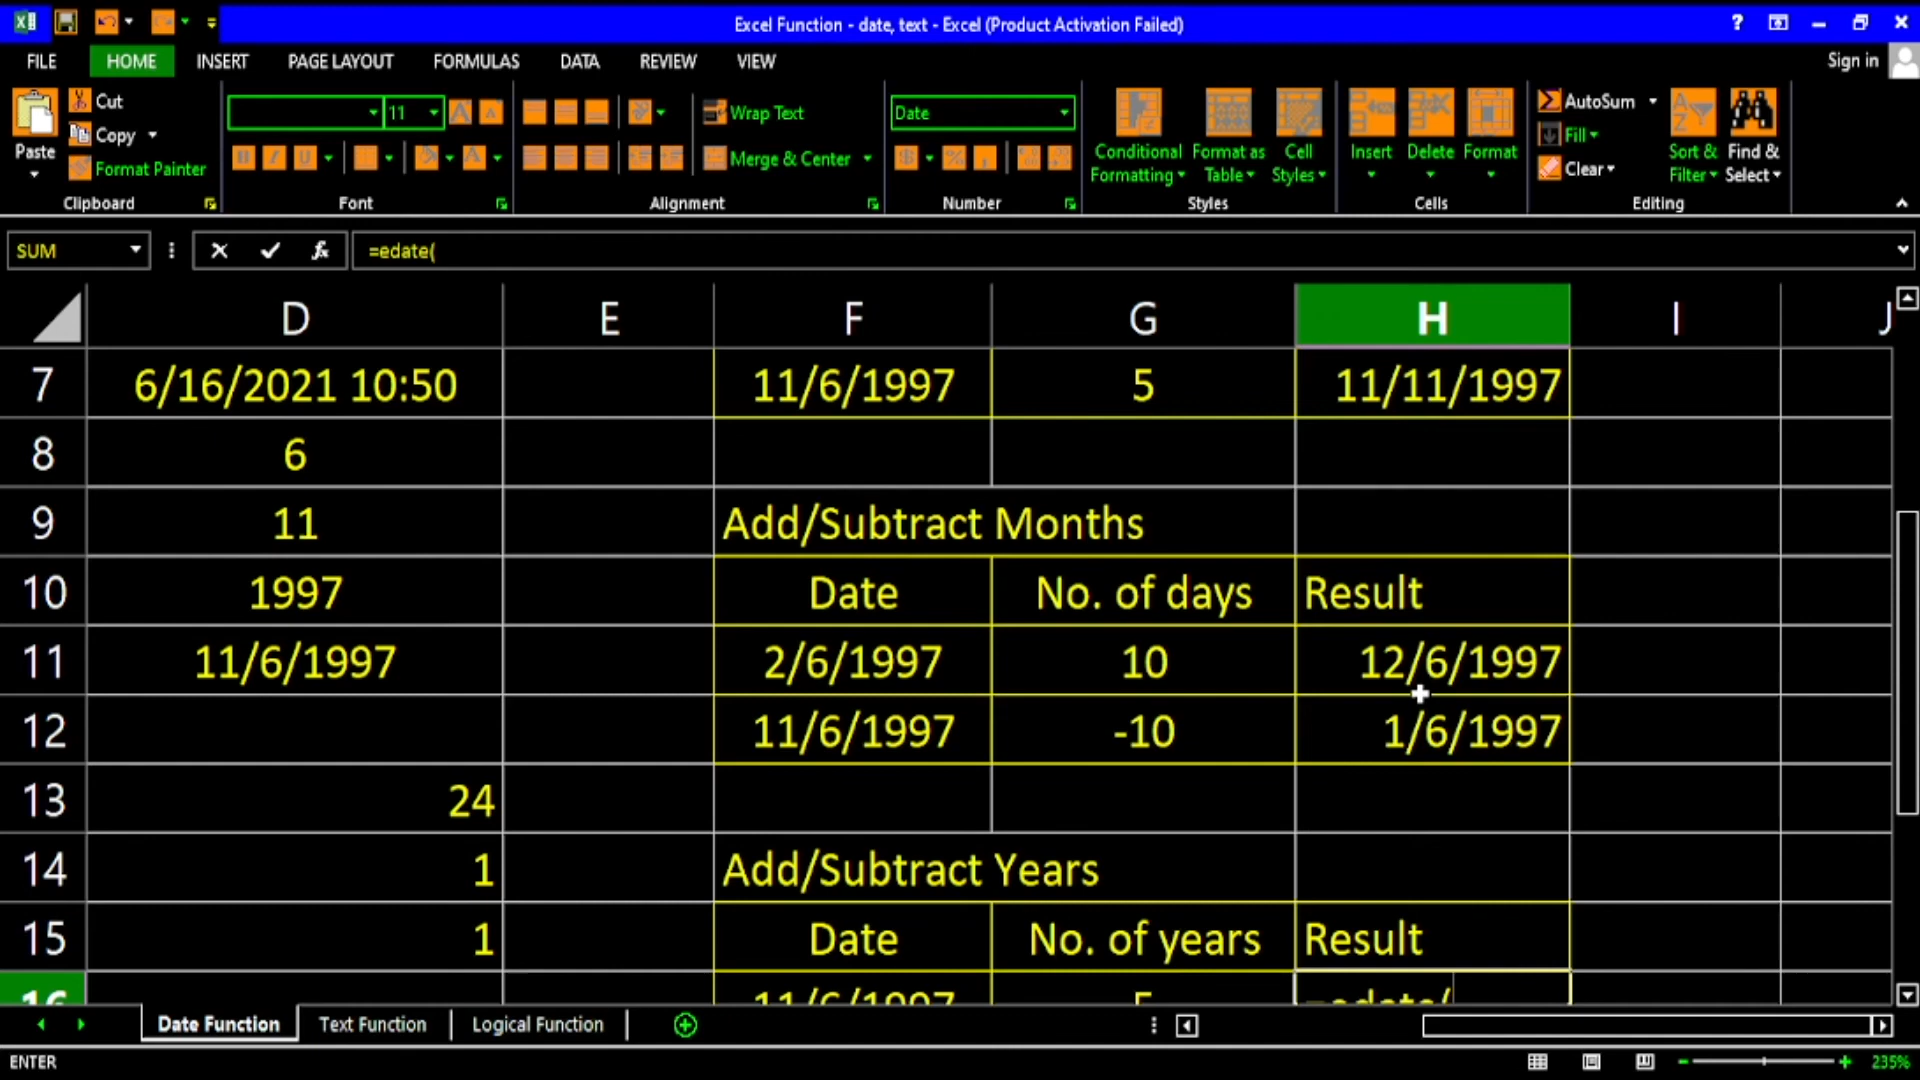 Excel Function - date, text - Excel (Product Activation Failed)
FILE HOME INSERT PAGE LAYOUT FORMULAS DATA REVIEW VIEW Sign in
Paste Cut Copy Format Painter
11
Wrap Text Merge & Center
Date
Conditional Formatting Format as Table Cell Styles
Insert Delete Format
AutoSum Fill Clear Sort & Filter Find & Select
Clipboard Font Alignment Number Styles Cells Editing
SUM =edate(
D E F G H I J
7 6/16/2021 10:50 11/6/1997 5 11/11/1997
8 6
9 11 Add/Subtract Months
10 1997 Date No. of days Result
11 11/6/1997 2/6/1997 10 12/6/1997
12 11/6/1997 -10 1/6/1997
13 24
14 1 Add/Subtract Years
15 1 Date No. of years Result
16 11/6/1997 5 =edate(
Date Function Text Function Logical Function
ENTER 235%